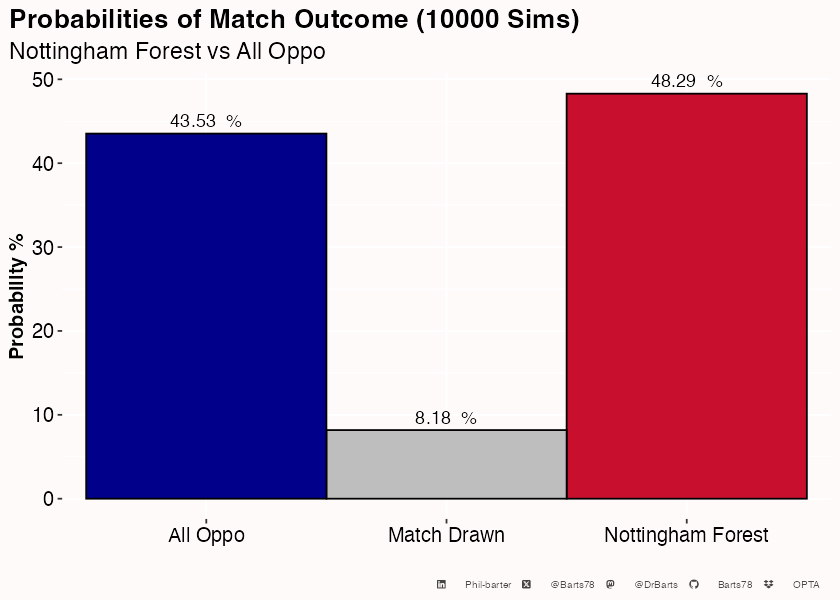 Probabilities of Match Outcome (10000 Sims)
Nottingham Forest vs All Oppo
50
40
30
20
10
0
Probability %
43.53 %
8.18 %
48.29 %
All Oppo
Match Drawn
Nottingham Forest
Phil-barter @Barts78 @DrBarts Barts78 OPTA